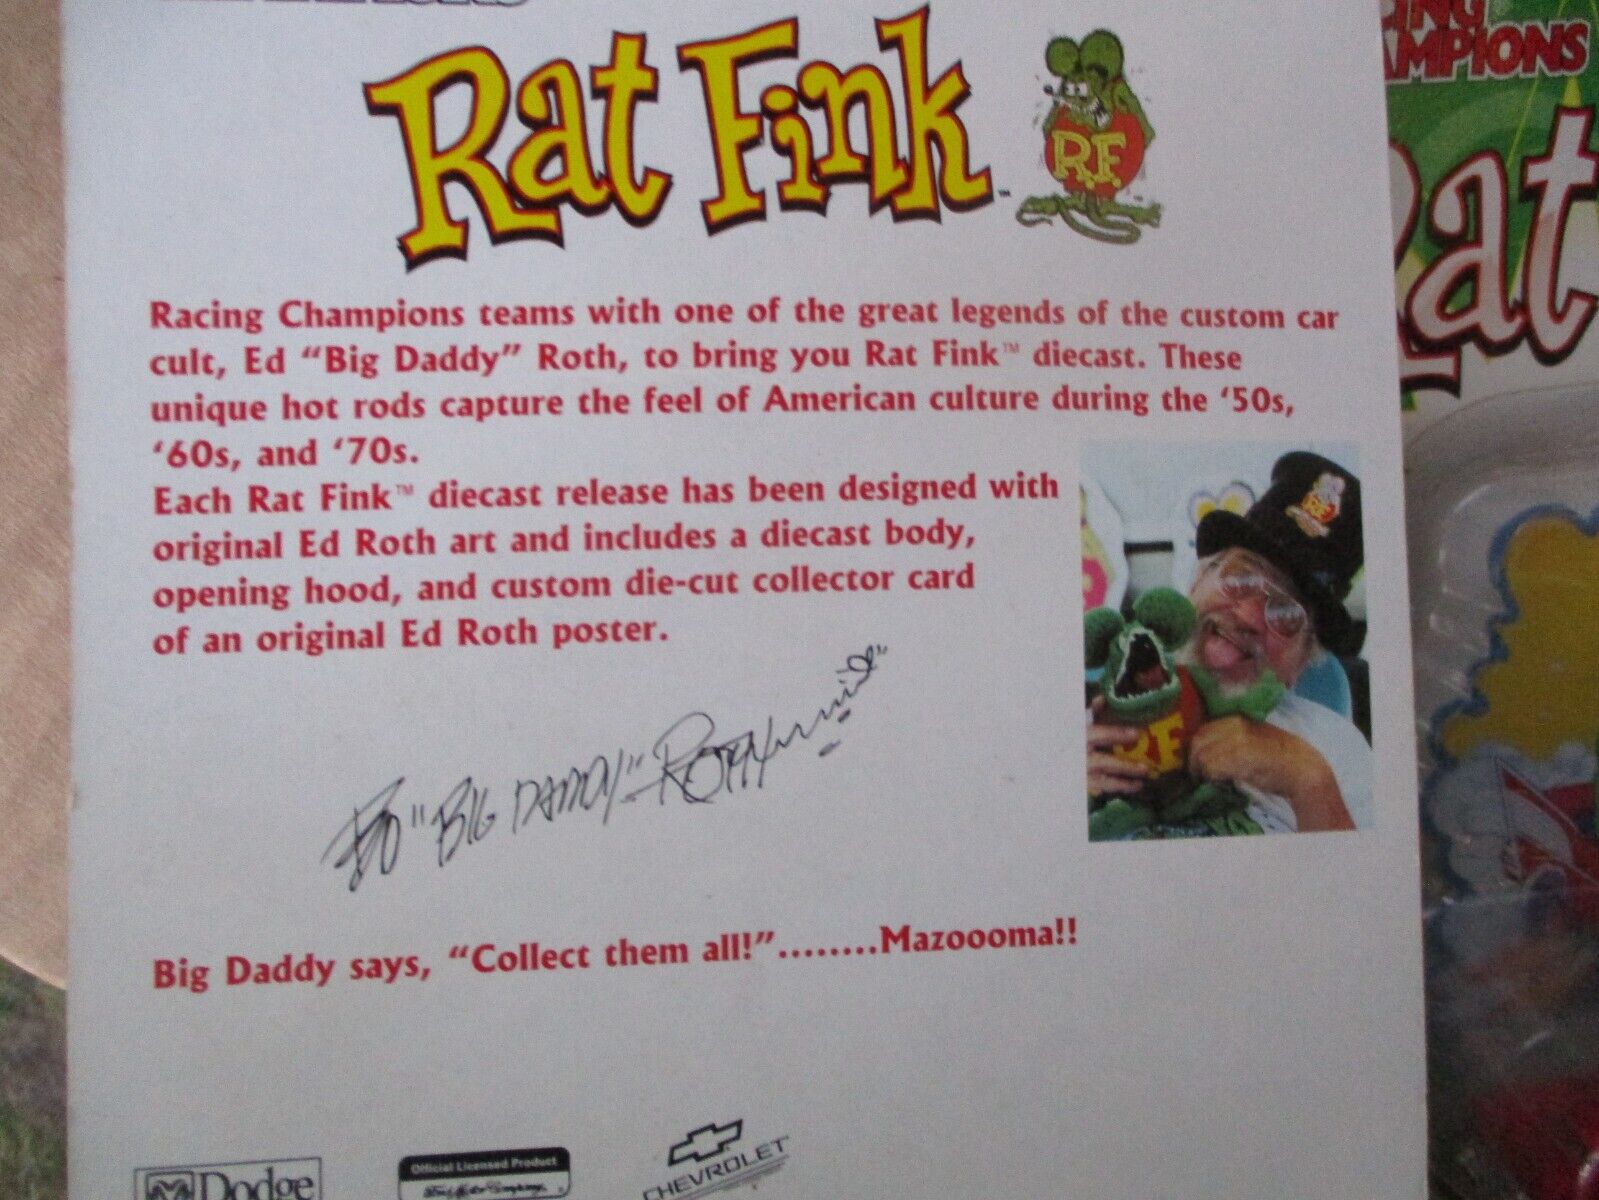 Rat Fink™
R.F.
Racing Champions teams with one of the great legends of the custom car
cult, Ed “Big Daddy” Roth, to bring you Rat Fink™ diecast. These
unique hot rods capture the feel of American culture during the ‘50s,
‘60s, and ‘70s.
Each Rat Fink™ diecast release has been designed with
original Ed Roth art and includes a diecast body,
opening hood, and custom die-cut collector card
of an original Ed Roth poster.
R.F.
ED "BIG DADDY" ROTH
Big Daddy says, “Collect them all!”........Mazoooma!!
Dodge
Official Licensed Product
CHEVROLET
CHAMPIONS
Rat